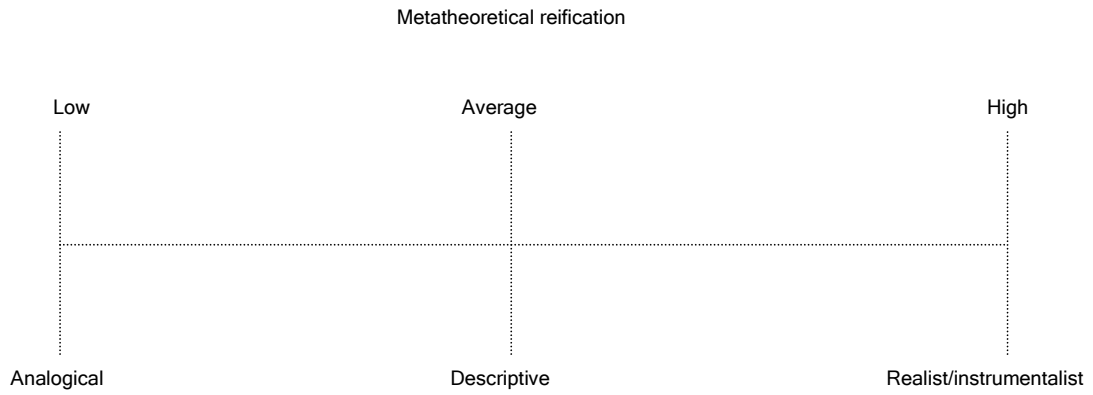 Metatheoretical reification
Low Average High
Analogical Descriptive Realist/instrumentalist